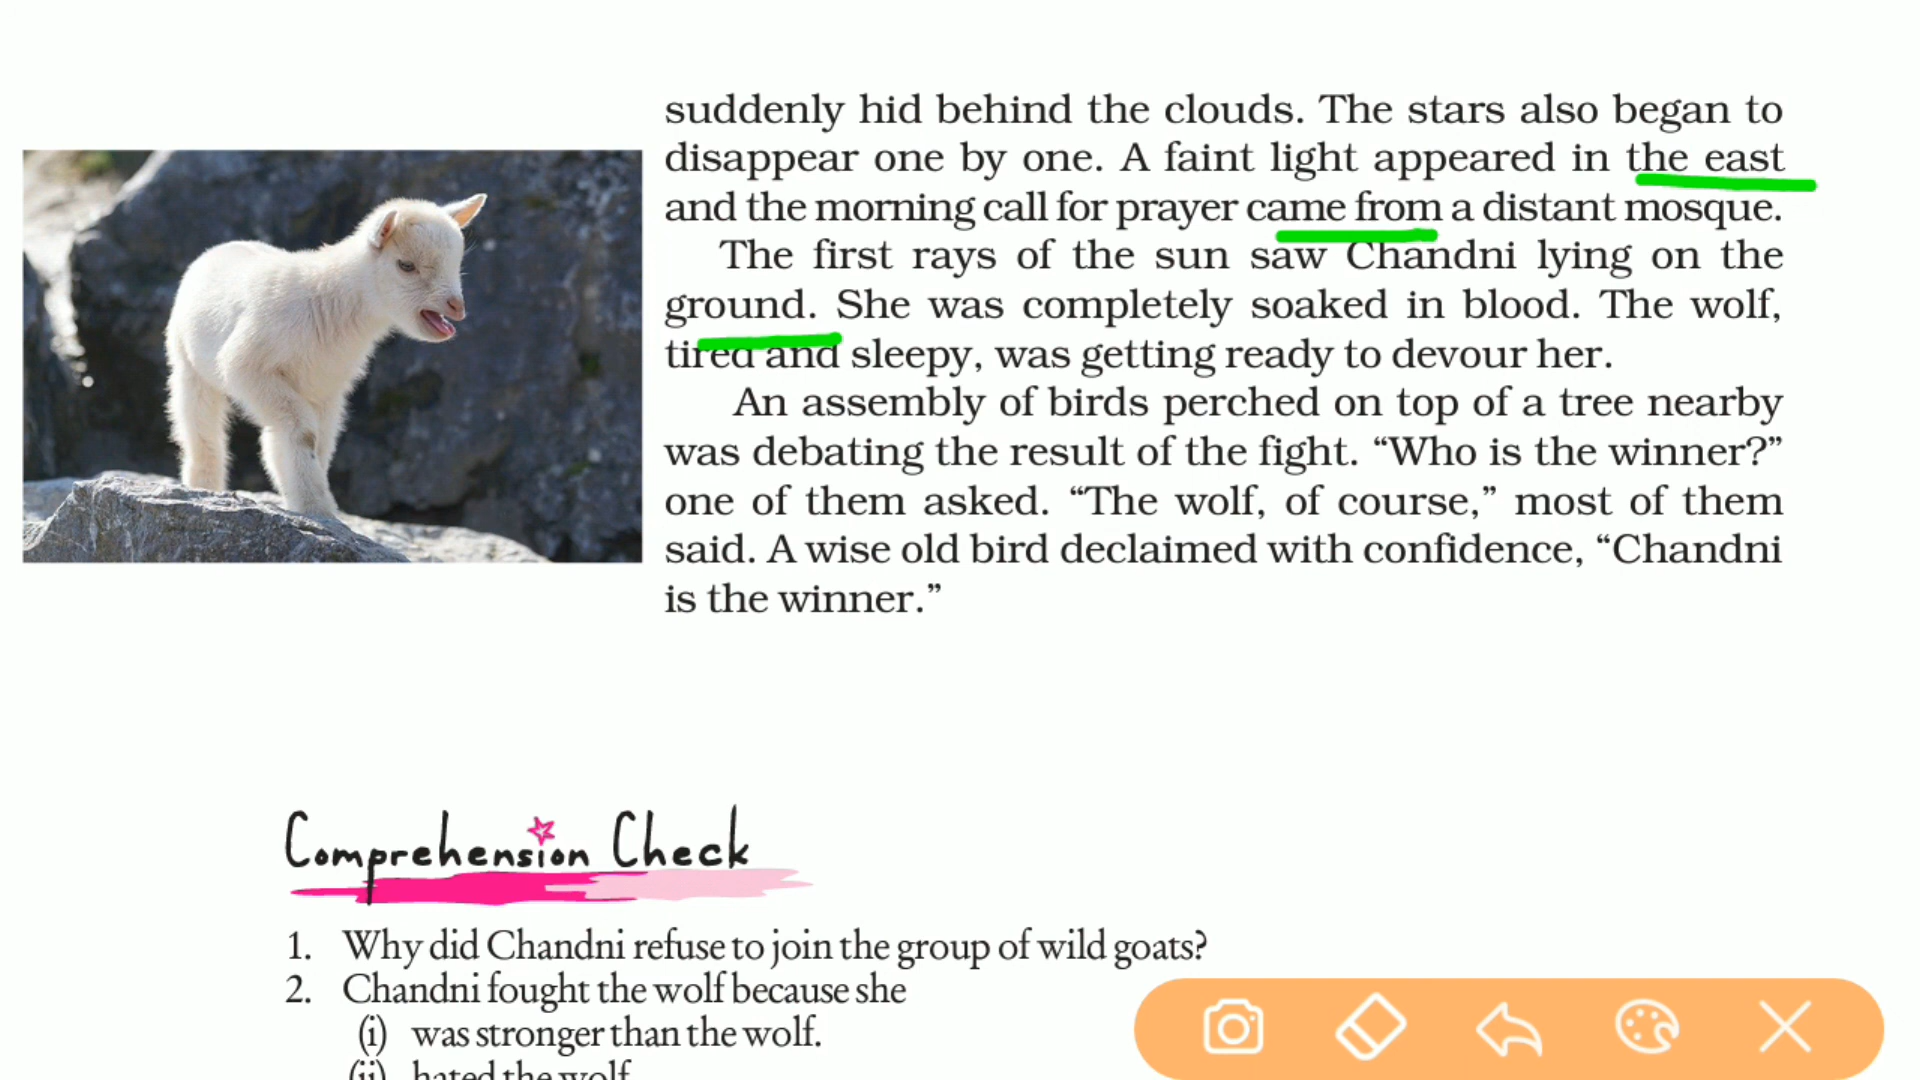 suddenly hid behind the clouds. The stars also began to
disappear one by one. A faint light appeared in the east
and the morning call for prayer came from a distant mosque.
The first rays of the sun saw Chandni lying on the
ground. She was completely soaked in blood. The wolf,
tired and sleepy, was getting ready to devour her.
An assembly of birds perched on top of a tree nearby
was debating the result of the fight. “Who is the winner?”
one of them asked. “The wolf, of course,” most of them
said. A wise old bird declaimed with confidence, “Chandni
is the winner.”
Comprehension Check
1. Why did Chandni refuse to join the group of wild goats?
2. Chandni fought the wolf because she
(i) was stronger than the wolf.
(ii) hated the wolf.